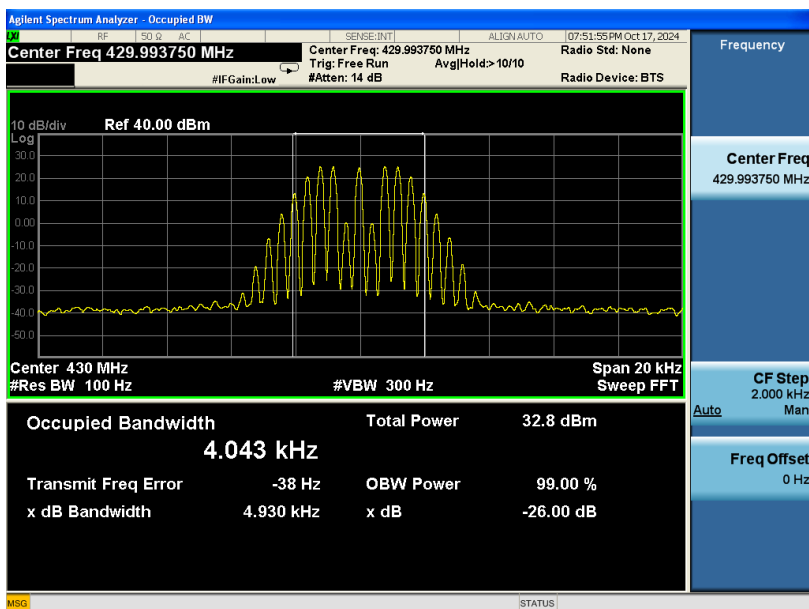 Agilent Spectrum Analyzer - Occupied BW
LXI RF 50 Ω AC SENSE:INT ALIGN AUTO 07:51:55 PM Oct 17, 2024
Center Freq 429.993750 MHz
Center Freq: 429.993750 MHz
Radio Std: None
Trig: Free Run
Avg|Hold:>10/10
#IFGain:Low
#Atten: 14 dB
Radio Device: BTS
10 dB/div
Ref 40.00 dBm
Log
30.0
20.0
10.0
0.00
-10.0
-20.0
-30.0
-40.0
-50.0
Center 430 MHz
Span 20 kHz
#Res BW 100 Hz
#VBW 300 Hz
Sweep FFT
Occupied Bandwidth
4.043 kHz
Total Power 32.8 dBm
Transmit Freq Error -38 Hz
OBW Power 99.00 %
x dB Bandwidth 4.930 kHz
x dB -26.00 dB
MSG
STATUS
Frequency
Center Freq
429.993750 MHz
CF Step
2.000 kHz
Auto Man
Freq Offset
0 Hz